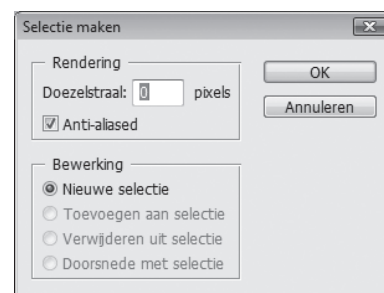 Selectie maken
Rendering
Doezelstraal: 0 pixels
Anti-aliased
OK
Annuleren
Bewerking
Nieuwe selectie
Toevoegen aan selectie
Verwijderen uit selectie
Doorsnede met selectie